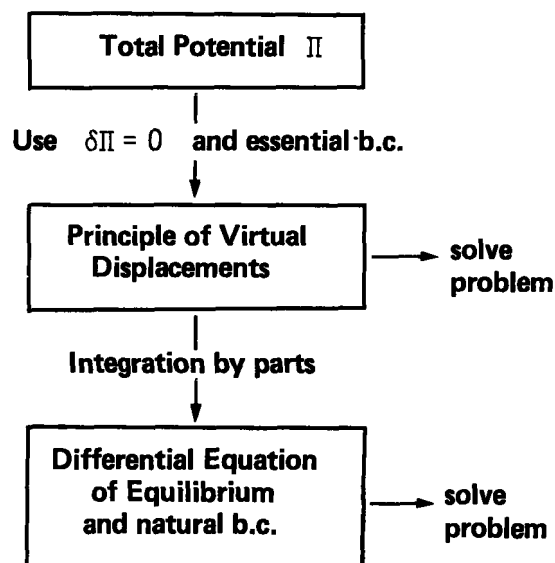 Total Potential Π
Use δΠ = 0 and essential b.c.
Principle of Virtual
Displacements
solve
problem
Integration by parts
Differential Equation
of Equilibrium
and natural b.c.
solve
problem